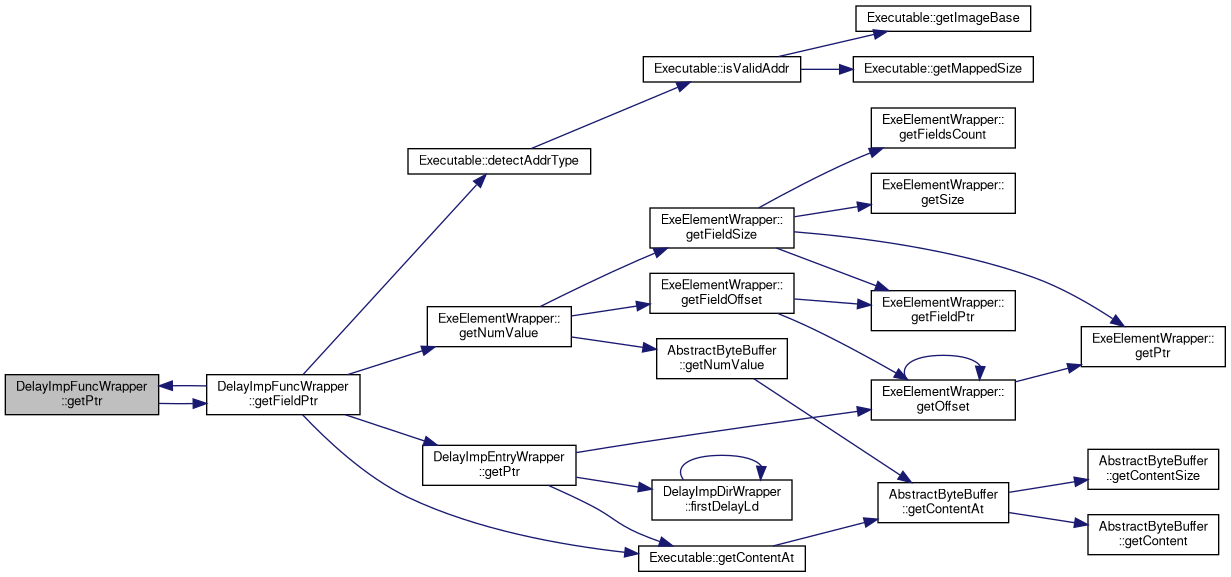 Executable::getImageBase
Executable::isValidAddr
Executable::getMappedSize
ExeElementWrapper::
getFieldsCount
Executable::detectAddrType
ExeElementWrapper::
getSize
ExeElementWrapper::
getFieldSize
ExeElementWrapper::
getFieldOffset
ExeElementWrapper::
getFieldPtr
ExeElementWrapper::
getNumValue
ExeElementWrapper::
getPtr
AbstractByteBuffer
::getNumValue
DelayImpFuncWrapper
::getPtr
DelayImpFuncWrapper
::getFieldPtr
ExeElementWrapper::
getOffset
DelayImpEntryWrapper
::getPtr
AbstractByteBuffer
::getContentSize
DelayImpDirWrapper
::firstDelayLd
AbstractByteBuffer
::getContentAt
AbstractByteBuffer
::getContent
Executable::getContentAt